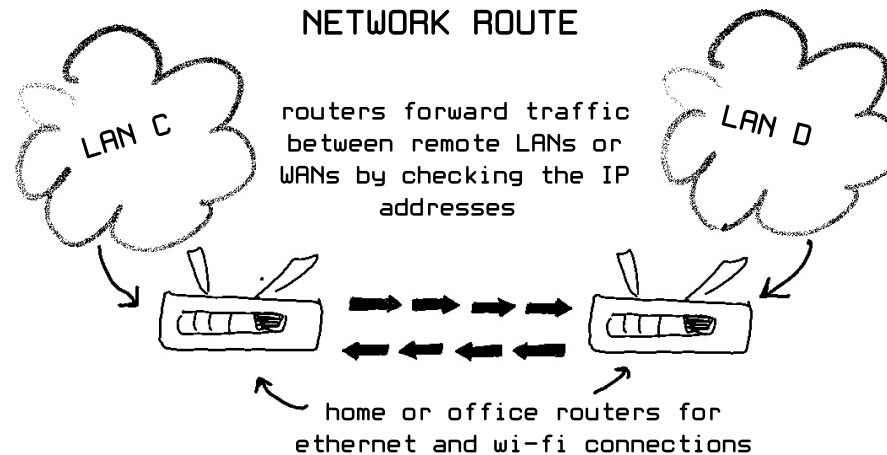 NETWORK ROUTE
LAN C
routers forward traffic
between remote LANs or
WANs by checking the IP
addresses
LAN D
home or office routers for
ethernet and wi-fi connections